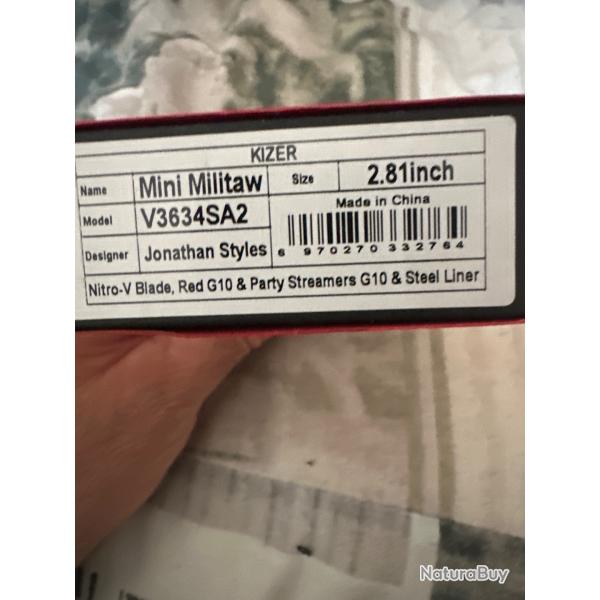 KIZER
Name Mini Militaw Size 2.81inch
Model V3634SA2 Made in China
Designer Jonathan Styles 6 970270 332764
Nitro-V Blade, Red G10 & Party Streamers G10 & Steel Liner
NaturaBuy